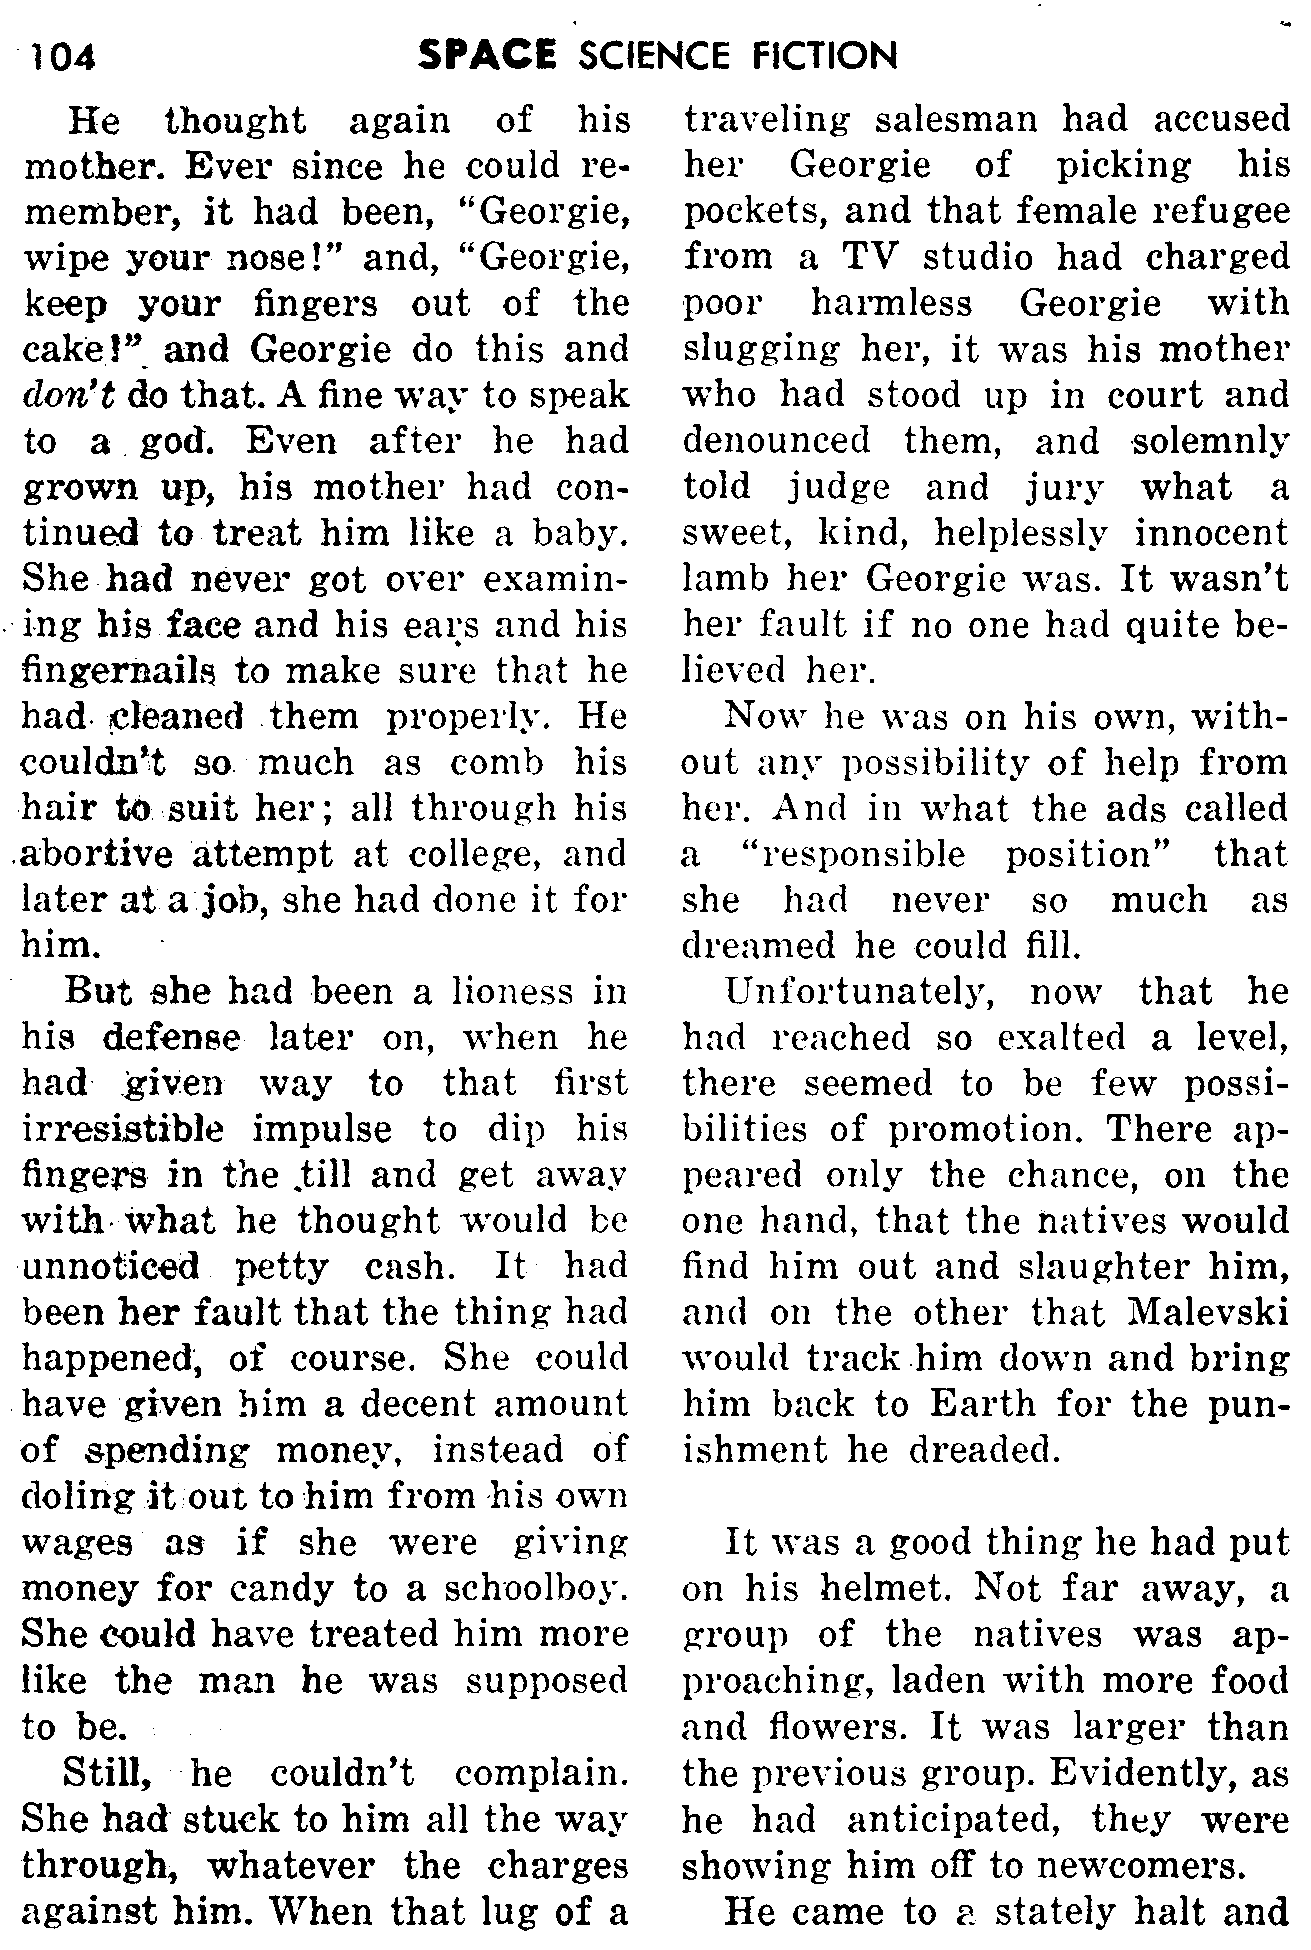 104 SPACE SCIENCE FICTION
He thought again of his
mother. Ever since he could re-
member, it had been, “Georgie,
wipe your nose!” and, “Georgie,
keep your fingers out of the
cake!” and Georgie do this and
don’t do that. A fine way to speak
to a god. Even after he had
grown up, his mother had con-
tinued to treat him like a baby.
She had never got over examin-
ing his face and his ears and his
fingernails to make sure that he
had cleaned them properly. He
couldn’t so much as comb his
hair to suit her; all through his
abortive attempt at college, and
later at a job, she had done it for
him.
But she had been a lioness in
his defense later on, when he
had given way to that first
irresistible impulse to dip his
fingers in the till and get away
with what he thought would be
unnoticed petty cash. It had
been her fault that the thing had
happened, of course. She could
have given him a decent amount
of spending money, instead of
doling it out to him from his own
wages as if she were giving
money for candy to a schoolboy.
She could have treated him more
like the man he was supposed
to be.
Still, he couldn’t complain.
She had stuck to him all the way
through, whatever the charges
against him. When that lug of a
traveling salesman had accused
her Georgie of picking his
pockets, and that female refugee
from a TV studio had charged
poor harmless Georgie with
slugging her, it was his mother
who had stood up in court and
denounced them, and solemnly
told judge and jury what a
sweet, kind, helplessly innocent
lamb her Georgie was. It wasn’t
her fault if no one had quite be-
lieved her.
Now he was on his own, with-
out any possibility of help from
her. And in what the ads called
a “responsible position” that
she had never so much as
dreamed he could fill.
Unfortunately, now that he
had reached so exalted a level,
there seemed to be few possi-
bilities of promotion. There ap-
peared only the chance, on the
one hand, that the natives would
find him out and slaughter him,
and on the other that Malevski
would track him down and bring
him back to Earth for the pun-
ishment he dreaded.
It was a good thing he had put
on his helmet. Not far away, a
group of the natives was ap-
proaching, laden with more food
and flowers. It was larger than
the previous group. Evidently, as
he had anticipated, they were
showing him off to newcomers.
He came to a stately halt and